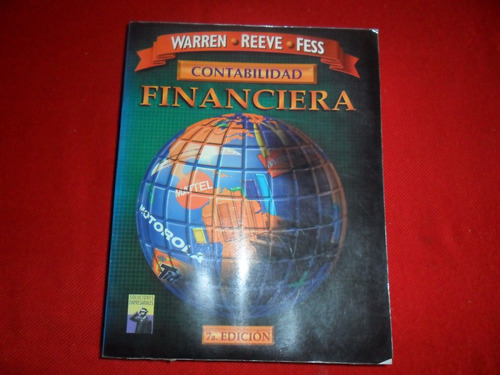 WARREN • REEVE • FESS
CONTABILIDAD
FINANCIERA
MATTEL
MOTOROLA
7a. EDICIÓN